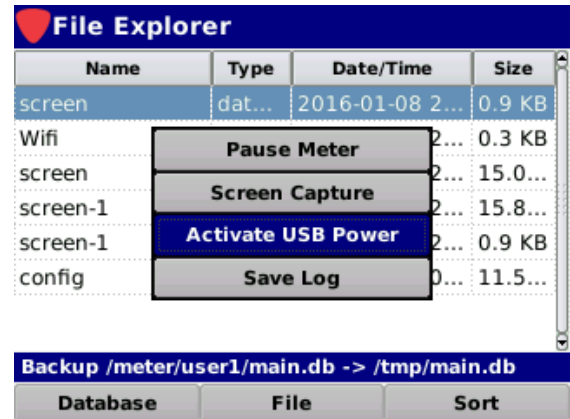 File Explorer
Name Type Date/Time Size
screen dat... 2016-01-08 2... 0.9 KB
Wifi 2... 0.3 KB
Pause Meter
screen 2... 15.0...
Screen Capture
screen-1 2... 15.8...
Activate USB Power
screen-1 2... 0.9 KB
config 0... 11.5...
Save Log
Backup /meter/user1/main.db -> /tmp/main.db
Database File Sort